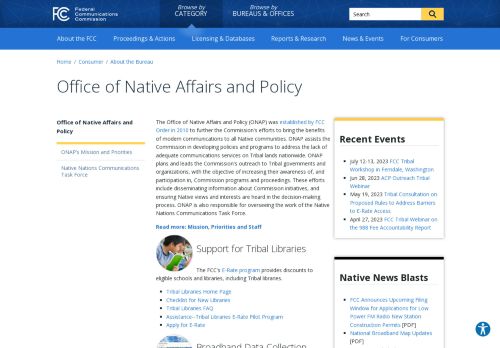 Browse by
CATEGORY
Browse by
BUREAUS & OFFICES
FCC
Federal
Communications
Commission
Search
About the FCC
Proceedings & Actions
Licensing & Databases
Reports & Research
News & Events
For Consumers
Home / Consumer / About the Bureau
Office of Native Affairs and Policy
Office of Native Affairs and
Policy
ONAP's Mission and Priorities
Native Nations Communications
Task Force
The Office of Native Affairs and Policy (ONAP) was established by FCC
Order in 2010 to further the Commission's efforts to bring the benefits
of modern communications to all Native communities. ONAP assists the
Commission in developing policies and programs to address the lack of
adequate communications services on Tribal lands nationwide. ONAP
plans and leads the Commission's outreach to Tribal governments and
organizations, with the objective of increasing their awareness of, and
participation in, Commission programs and proceedings. These efforts
include disseminating information about Commission initiatives, and
ensuring Native views and interests are heard in the decision-making
process. ONAP is also responsible for overseeing the work of the Native
Nations Communications Task Force.
Read more: Mission, Priorities and Staff
Support for Tribal Libraries
The FCC's E-Rate program provides discounts to
eligible schools and libraries, including Tribal libraries.
Tribal Libraries Home Page
Checklist for New Libraries
Tribal Libraries FAQ
Assistance--Tribal Libraries E-Rate Pilot Program
Apply for E-Rate
Broadband Data Collection
Recent Events
July 12-13, 2023 FCC Tribal
Workshop in Ferndale, Washington
Jun 28, 2023 ACP Outreach Tribal
Webinar
May 19, 2023 Tribal Consultation on
Proposed Rules to Address Barriers
to E-Rate Access
April 27, 2023 FCC Tribal Webinar on
the 988 Fee Accountability Report
Native News Blasts
FCC Announces Upcoming Filing
Window for Applications for Low
Power FM Radio New Station
Construction Permits [PDF]
National Broadband Map Updates
[PDF]